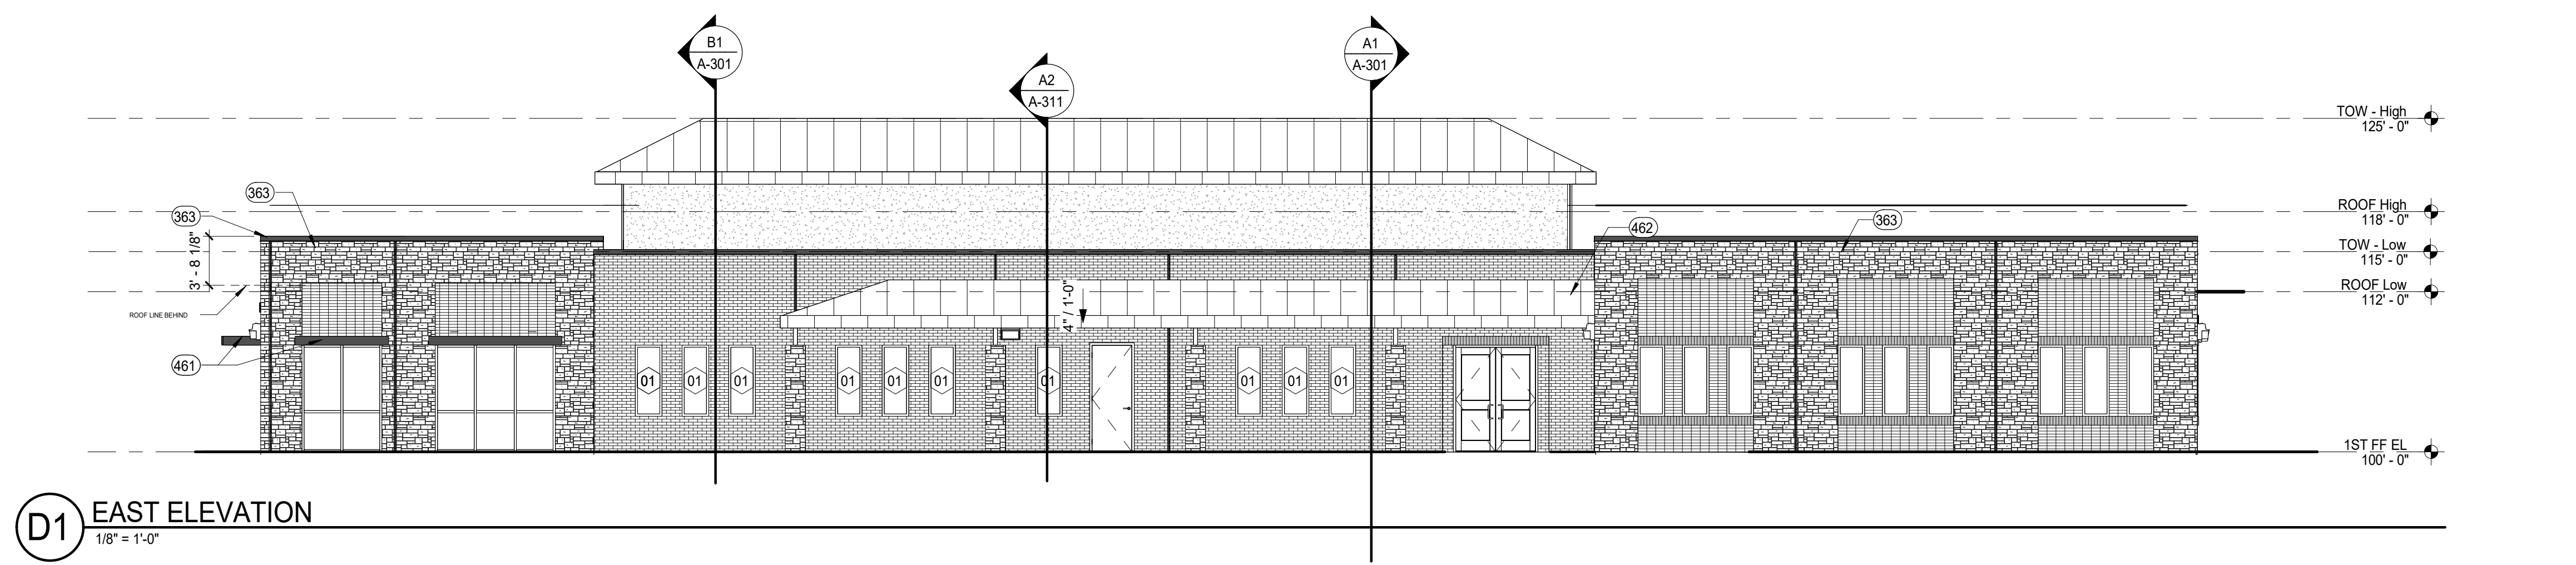 B1
A-301
A2
A-311
A1
A-301
TOW - High
125' - 0"
363
363
ROOF High
118' - 0"
363
462
3' - 8 1/8"
TOW - Low
115' - 0"
ROOF Low
112' - 0"
4" / 1'-0"
ROOF LINE BEHIND
461
01
01
01
01
01
01
01
01
01
01
1ST FF EL
100' - 0"
D1
EAST ELEVATION
1/8" = 1'-0"